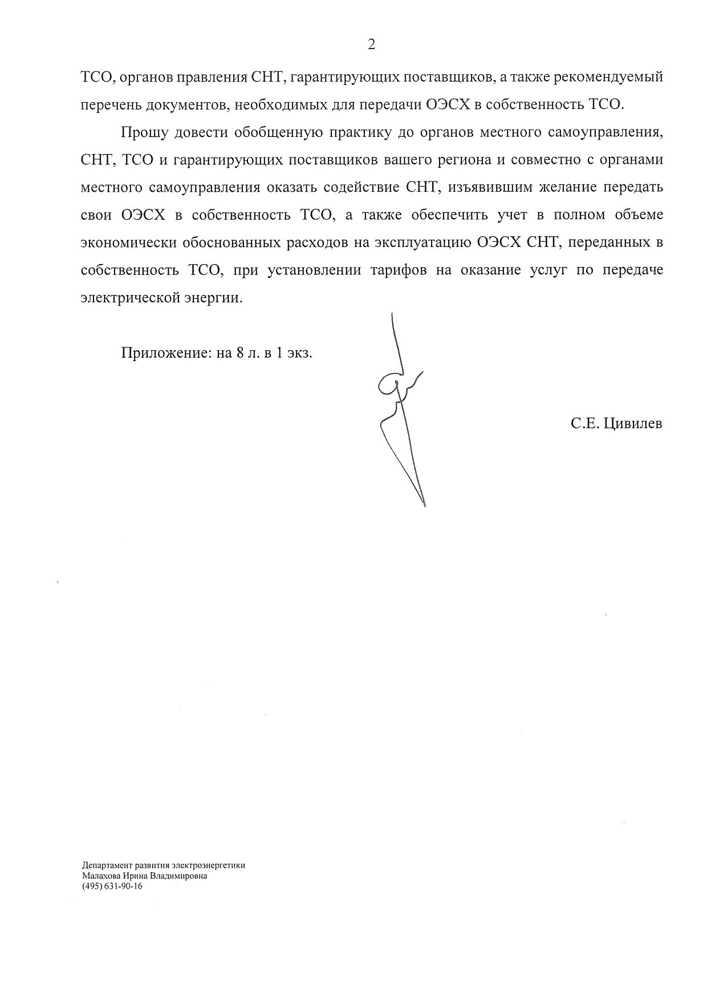 2
ТСО, органов правления СНТ, гарантирующих поставщиков, а также рекомендуемый
перечень документов, необходимых для передачи ОЭСХ в собственность ТСО.
Прошу довести обобщенную практику до органов местного самоуправления,
СНТ, ТСО и гарантирующих поставщиков вашего региона и совместно с органами
местного самоуправления оказать содействие СНТ, изъявившим желание передать
свои ОЭСХ в собственность ТСО, а также обеспечить учет в полном объеме
экономически обоснованных расходов на эксплуатацию ОЭСХ СНТ, переданных в
собственность ТСО, при установлении тарифов на оказание услуг по передаче
электрической энергии.
Приложение: на 8 л. в 1 экз.
С.Е. Цивилев
Департамент развития электроэнергетики
Малахова Ирина Владимировна
(495) 631-90-16